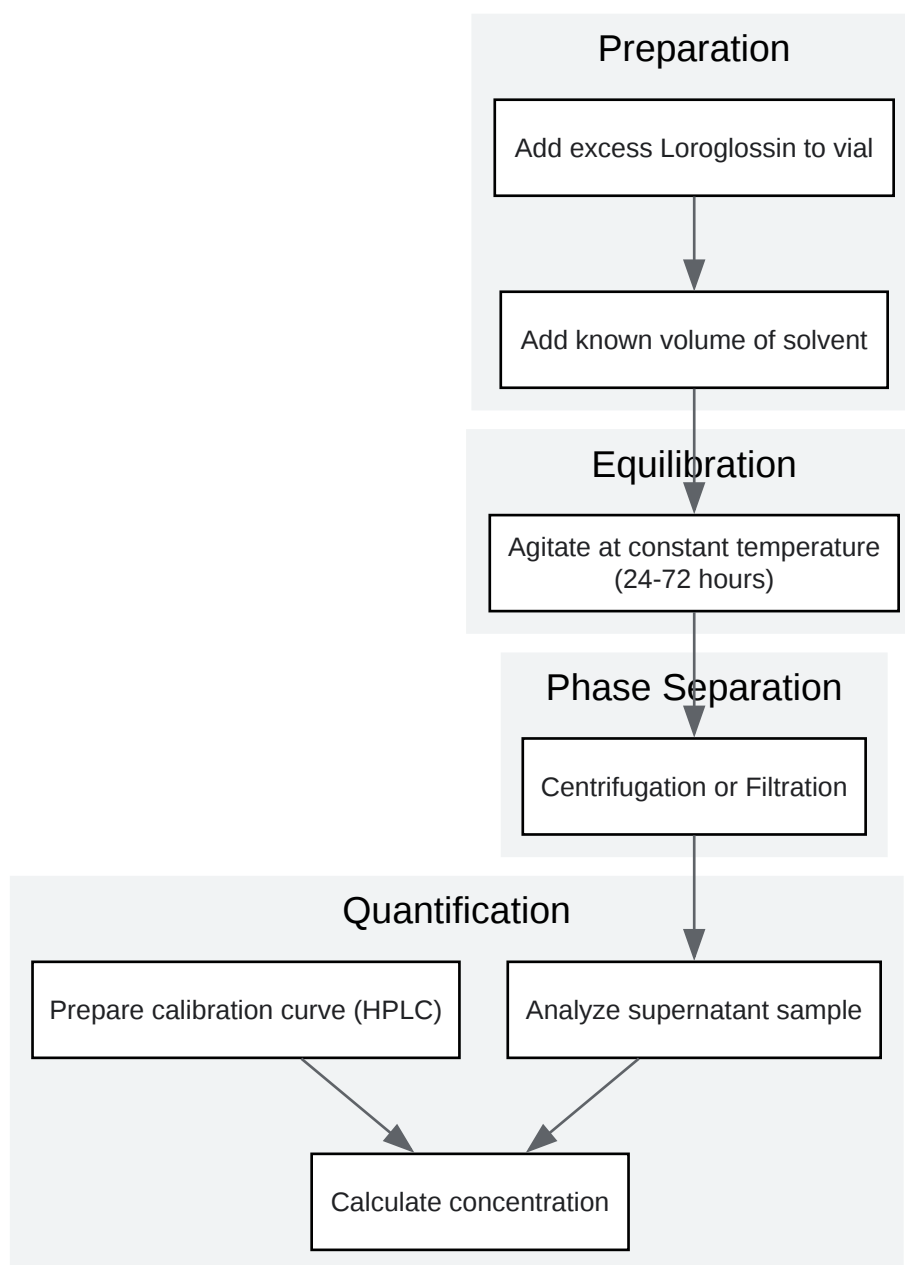 Preparation
Add excess Loroglossin to vial
Add known volume of solvent
Equilibration
Agitate at constant temperature
(24-72 hours)
Phase Separation
Centrifugation or Filtration
Quantification
Prepare calibration curve (HPLC)
Analyze supernatant sample
Calculate concentration